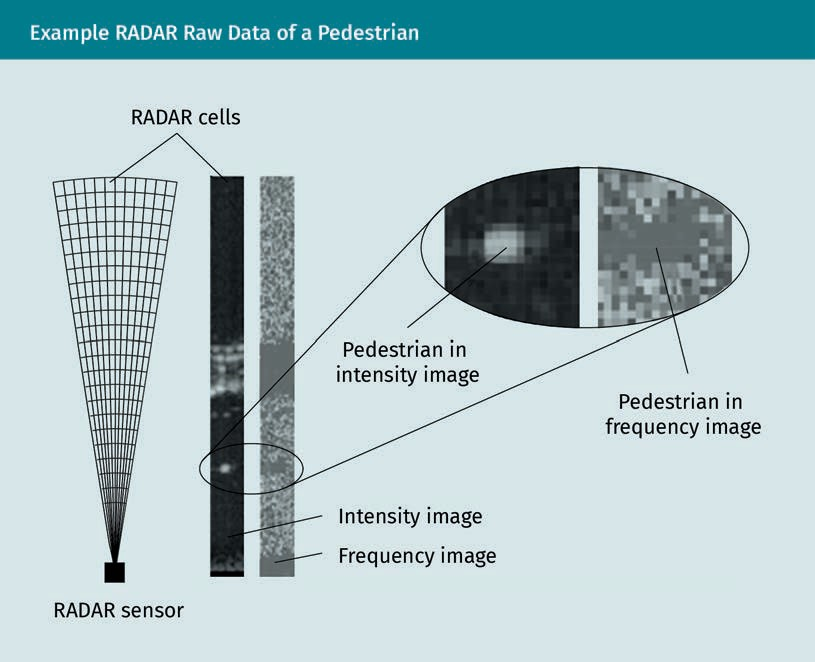 Example RADAR Raw Data of a Pedestrian
RADAR cells
Pedestrian in
intensity image
Pedestrian in
frequency image
Intensity image
Frequency image
RADAR sensor